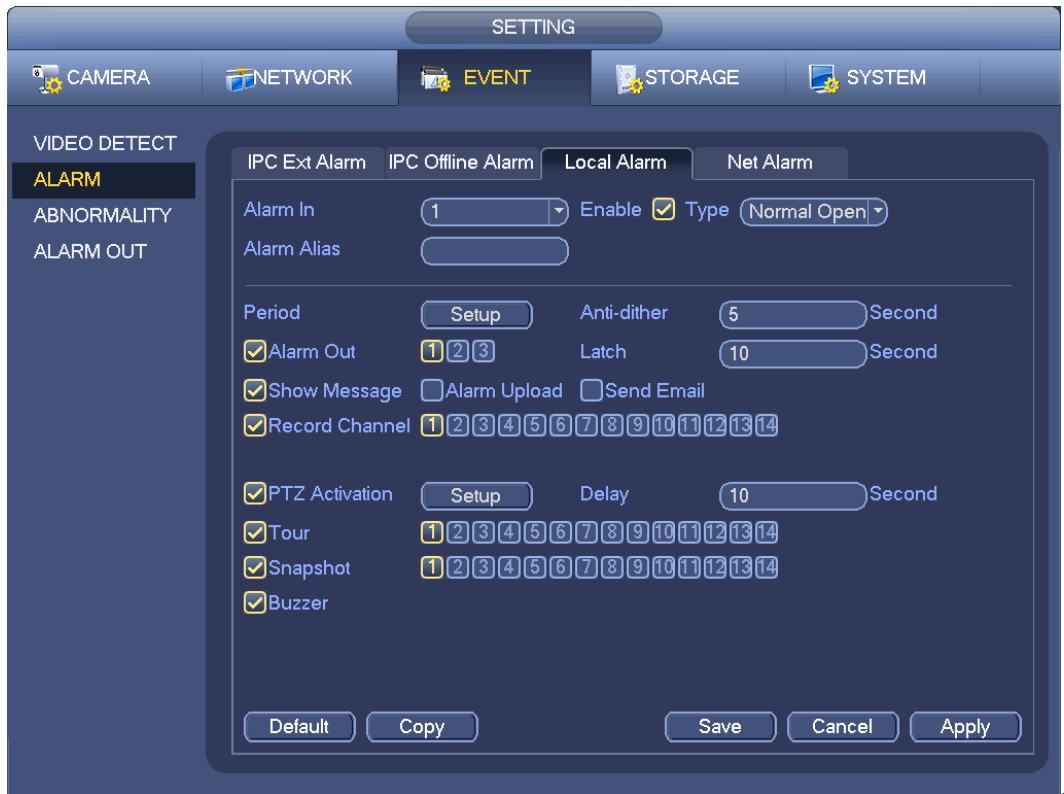 SETTING
CAMERA NETWORK EVENT STORAGE SYSTEM
VIDEO DETECT
ALARM
ABNORMALITY
ALARM OUT
IPC Ext Alarm IPC Offline Alarm Local Alarm Net Alarm
Alarm In 1 Enable Type Normal Open
Alarm Alias
Period Setup Anti-dither 5 Second
Alarm Out 1 2 3 Latch 10 Second
Show Message Alarm Upload Send Email
Record Channel 1 2 3 4 5 6 7 8 9 10 11 12 13 14
PTZ Activation Setup Delay 10 Second
Tour 1 2 3 4 5 6 7 8 9 10 11 12 13 14
Snapshot 1 2 3 4 5 6 7 8 9 10 11 12 13 14
Buzzer
Default Copy Save Cancel Apply